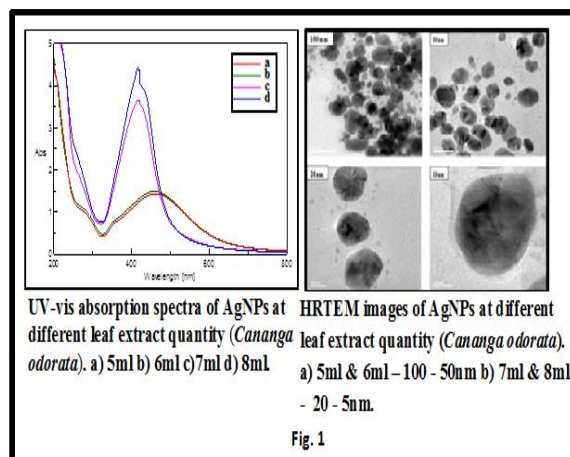 5
4
3
2
1
0
Abs
200
400
600
800
Wavelength [nm]
a
b
c
d
100nm
20nm
10nm
UV-vis absorption spectra of AgNPs at
different leaf extract quantity (Cananga
odorata). a) 5ml b) 6ml c)7ml d) 8ml.
HRTEM images of AgNPs at different
leaf extract quantity (Cananga odorata).
a) 5ml & 6ml – 100 - 50nm b) 7ml & 8ml
- 20 - 5nm.
Fig. 1